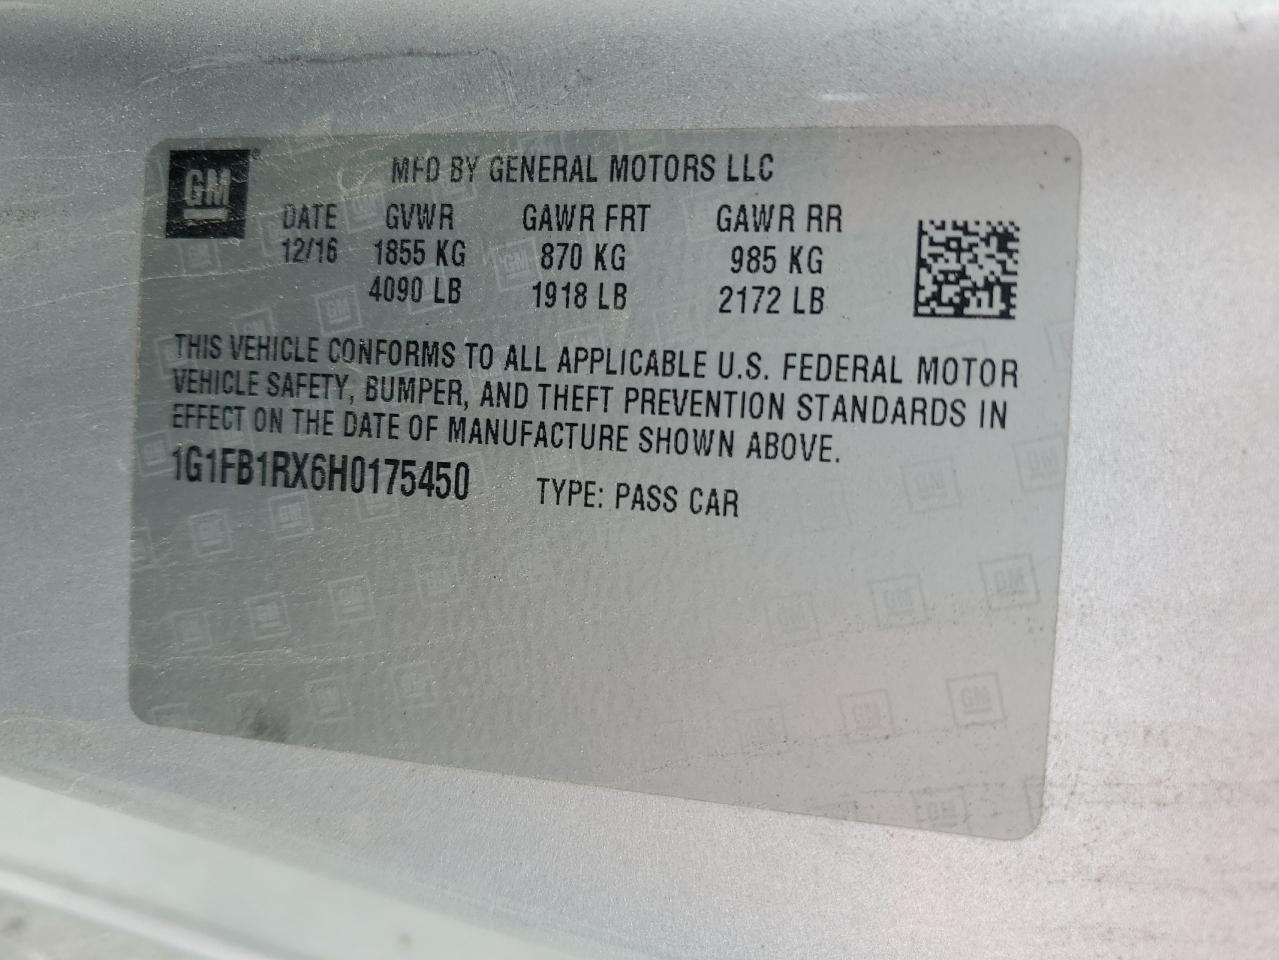 GM
MFD BY GENERAL MOTORS LLC
DATE GVWR GAWR FRT GAWR RR
12/16 1855 KG 870 KG 985 KG
4090 LB 1918 LB 2172 LB
THIS VEHICLE CONFORMS TO ALL APPLICABLE U.S. FEDERAL MOTOR
VEHICLE SAFETY, BUMPER, AND THEFT PREVENTION STANDARDS IN
EFFECT ON THE DATE OF MANUFACTURE SHOWN ABOVE.
1G1FB1RX6H0175450 TYPE: PASS CAR